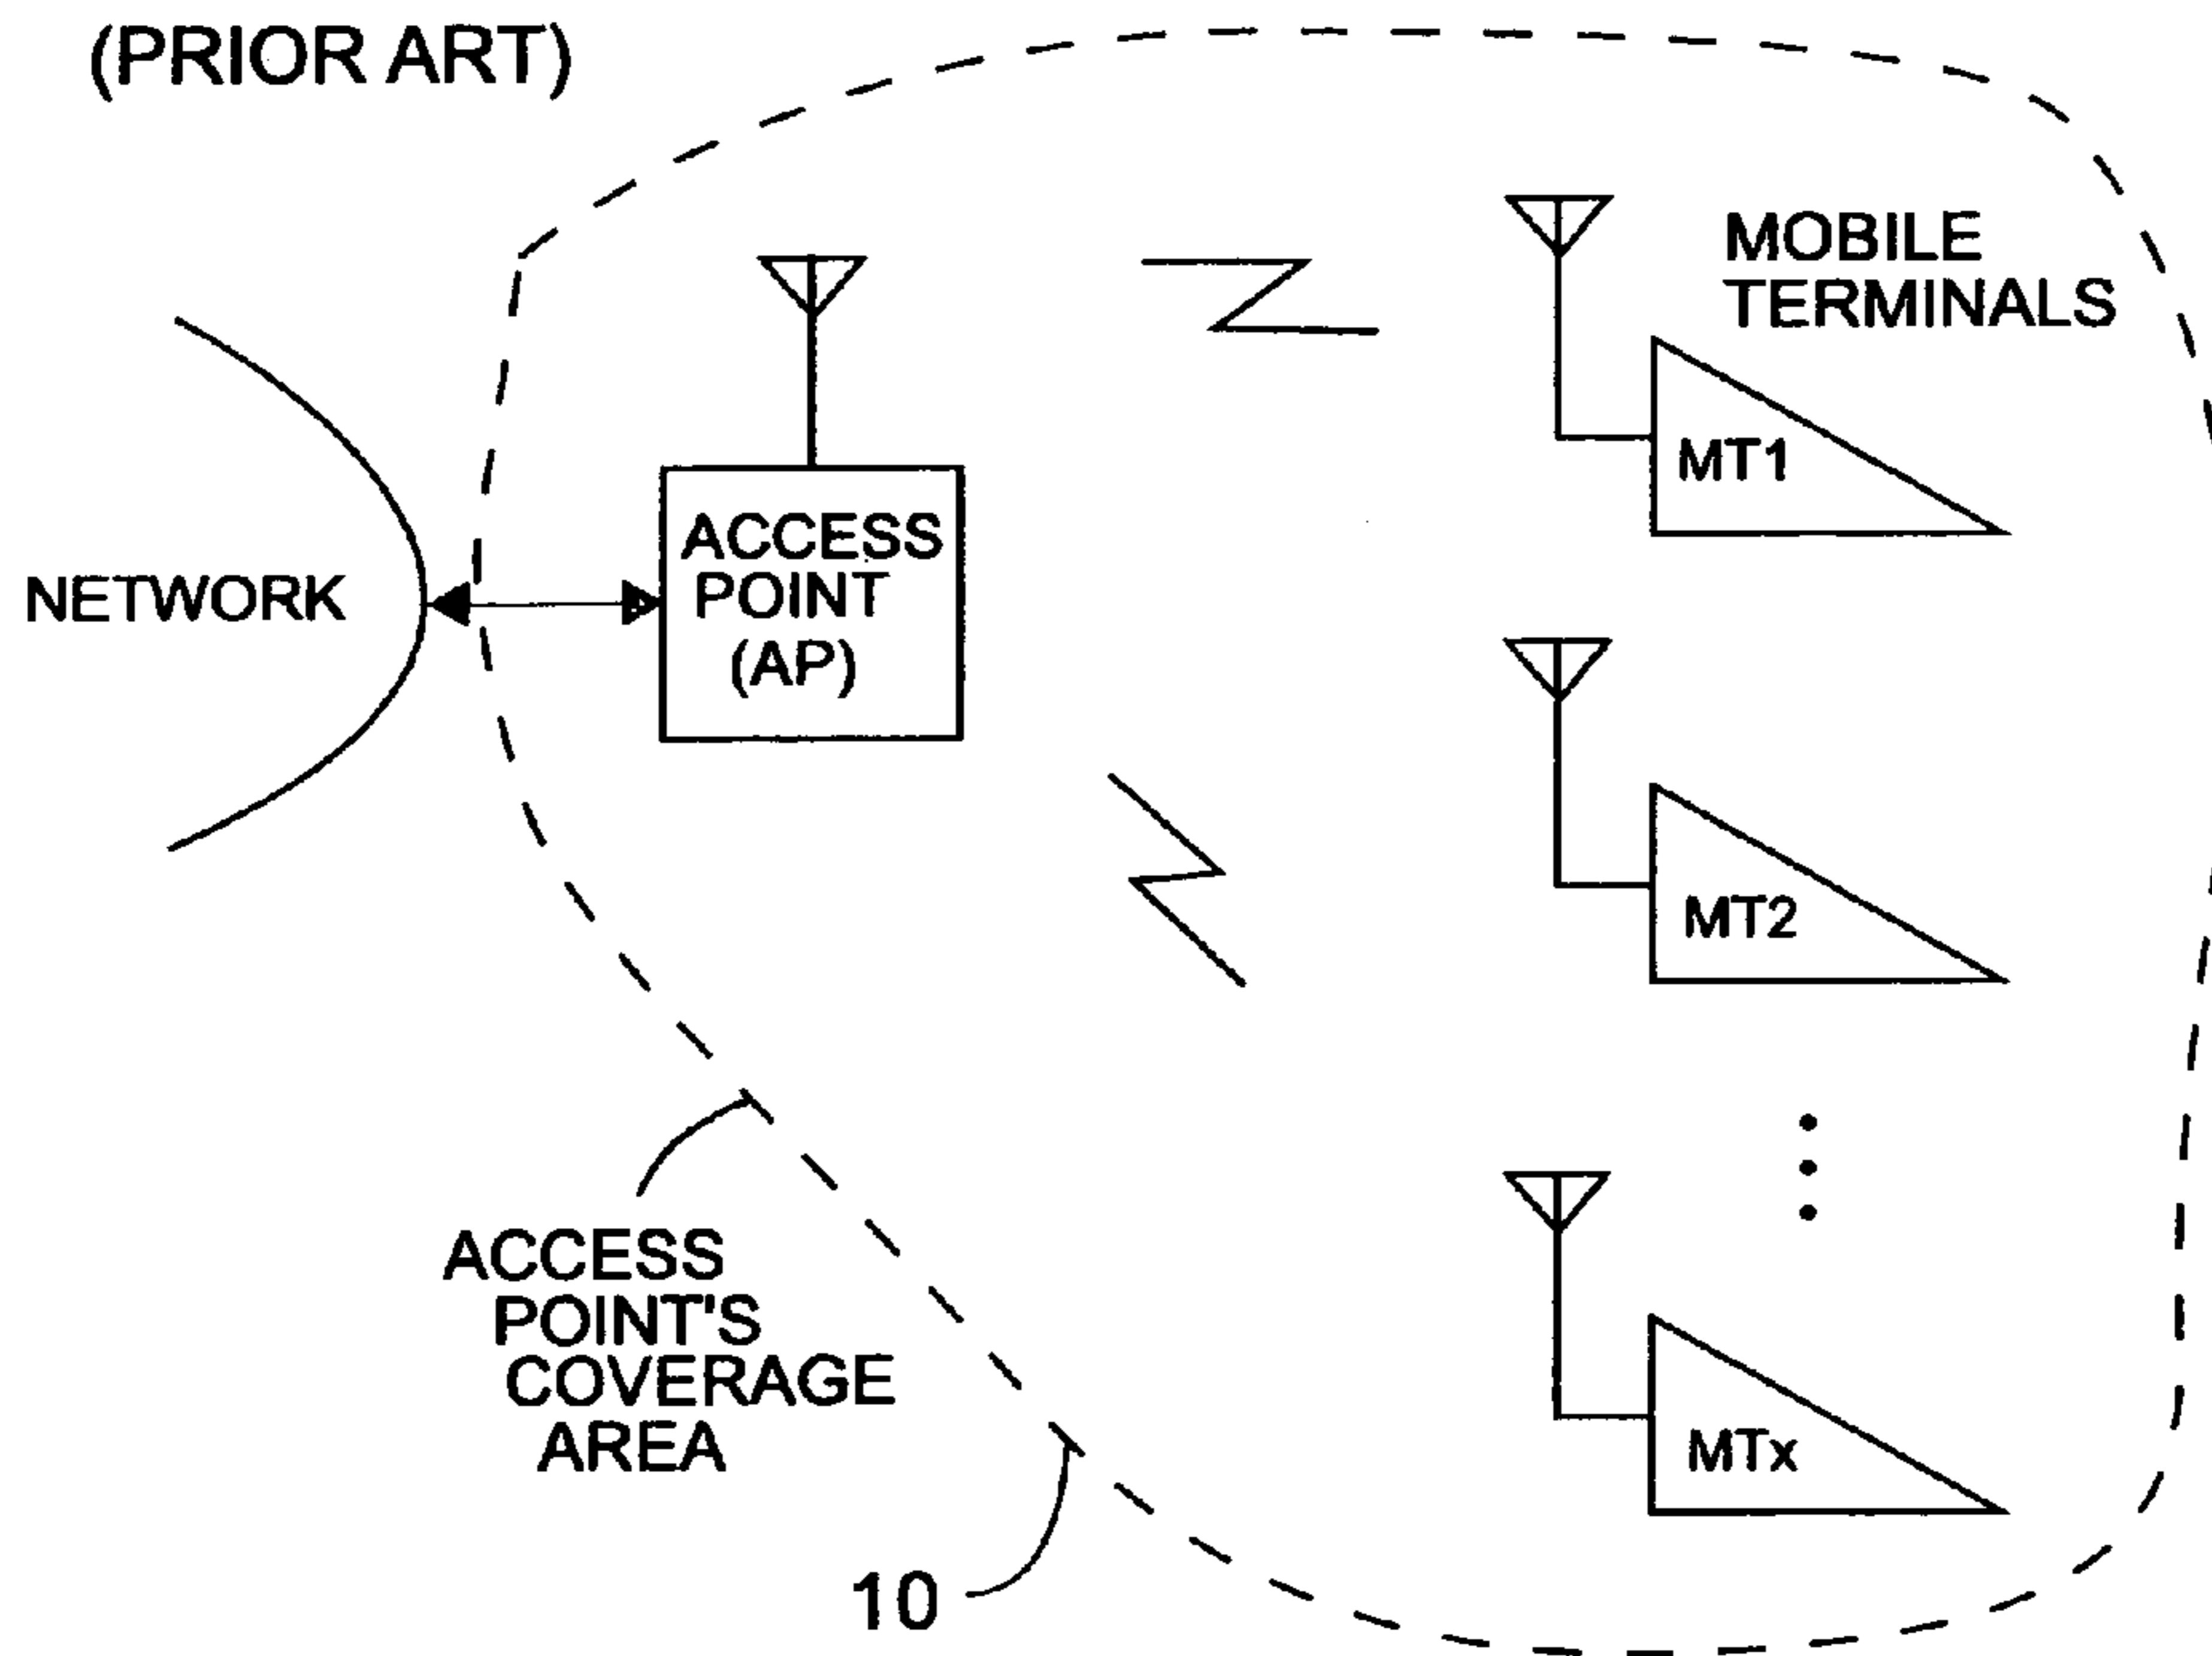 (PRIOR ART)
MOBILE
TERMINALS
MT1
ACCESS
POINT
(AP)
NETWORK
MT2
ACCESS
POINT'S
COVERAGE
AREA
MTx
10